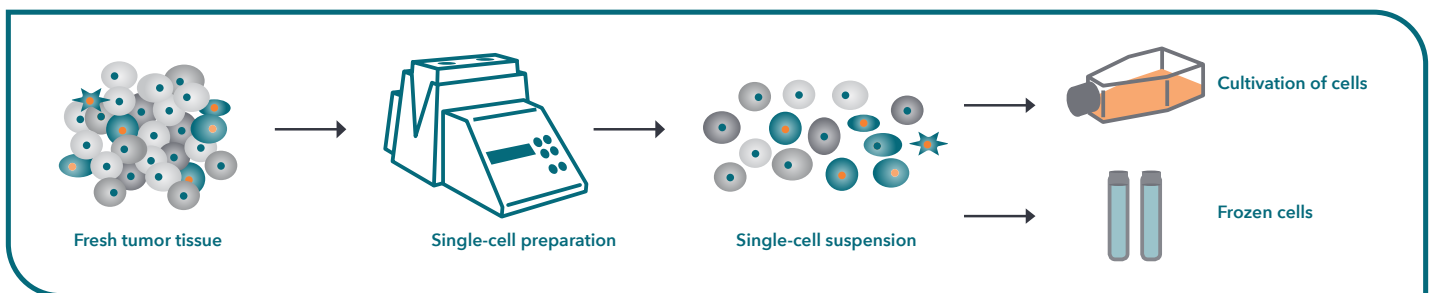 Cultivation of cells
Frozen cells
Fresh tumor tissue
Single-cell preparation
Single-cell suspension